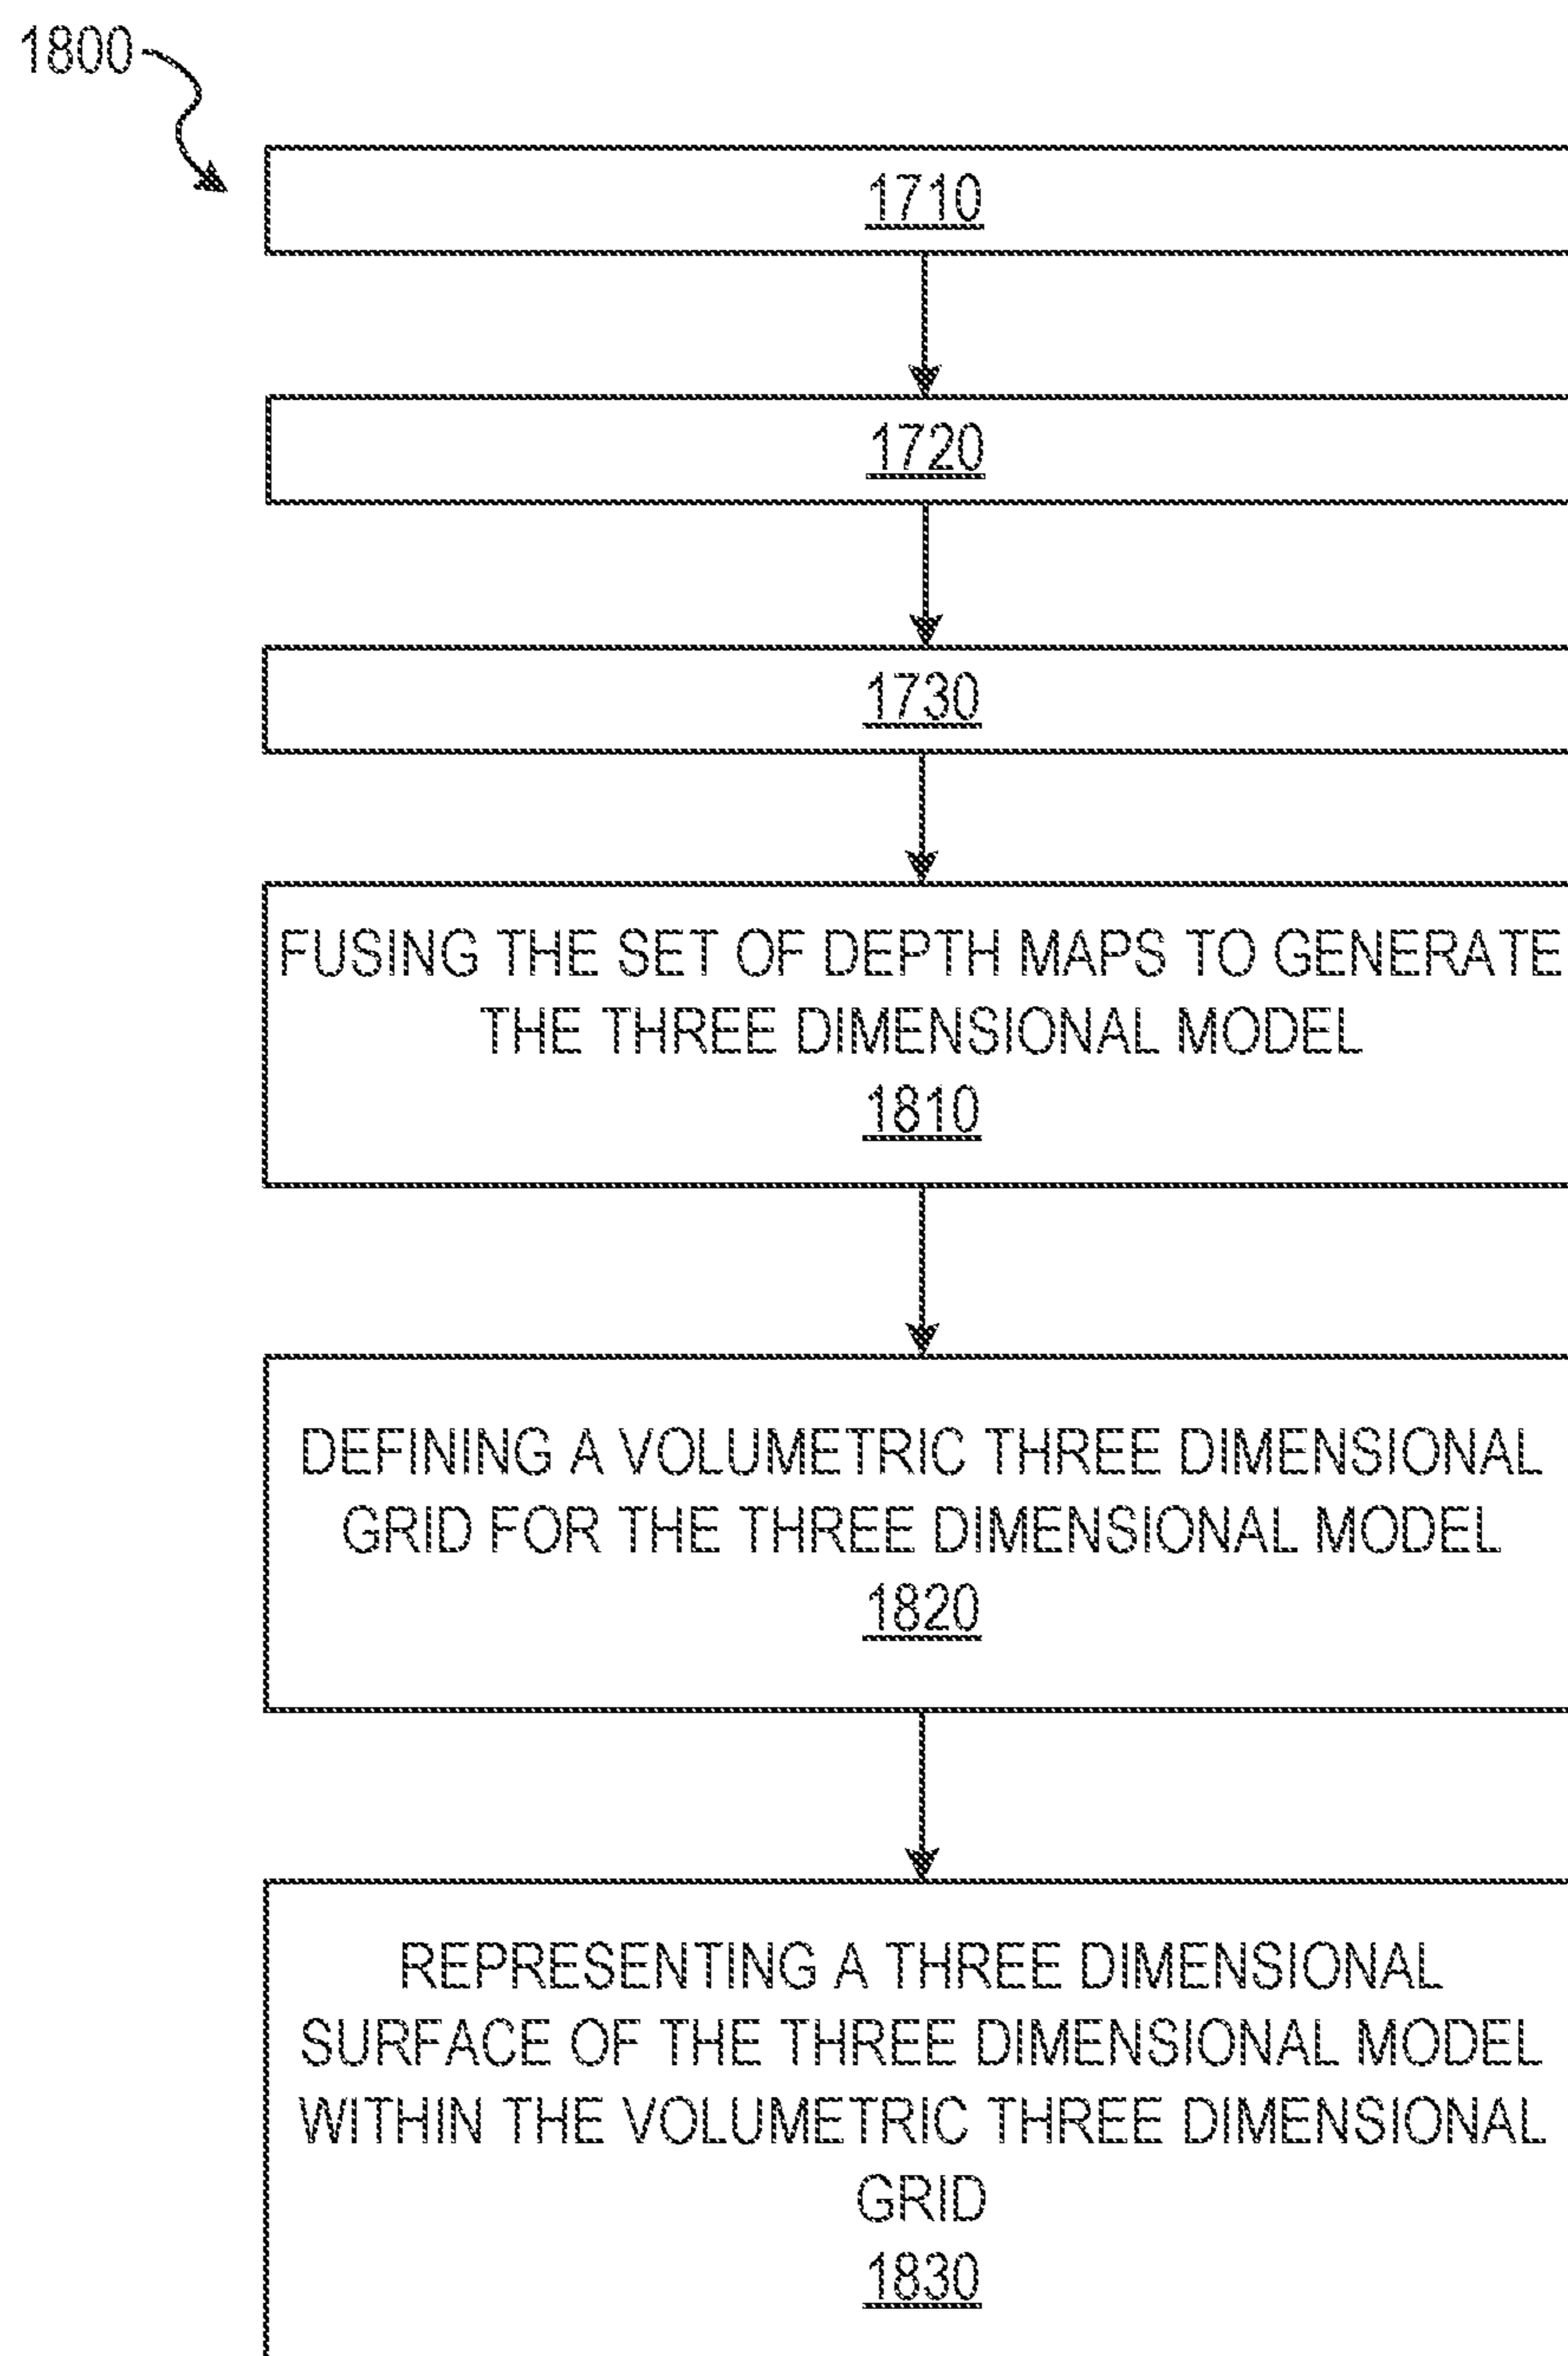 1800
1710
1720
1730
FUSING THE SET OF DEPTH MAPS TO GENERATE
THE THREE DIMENSIONAL MODEL
1810
DEFINING A VOLUMETRIC THREE DIMENSIONAL
GRID FOR THE THREE DIMENSIONAL MODEL
1820
REPRESENTING A THREE DIMENSIONAL
SURFACE OF THE THREE DIMENSIONAL MODEL
WITHIN THE VOLUMETRIC THREE DIMENSIONAL
GRID
1830